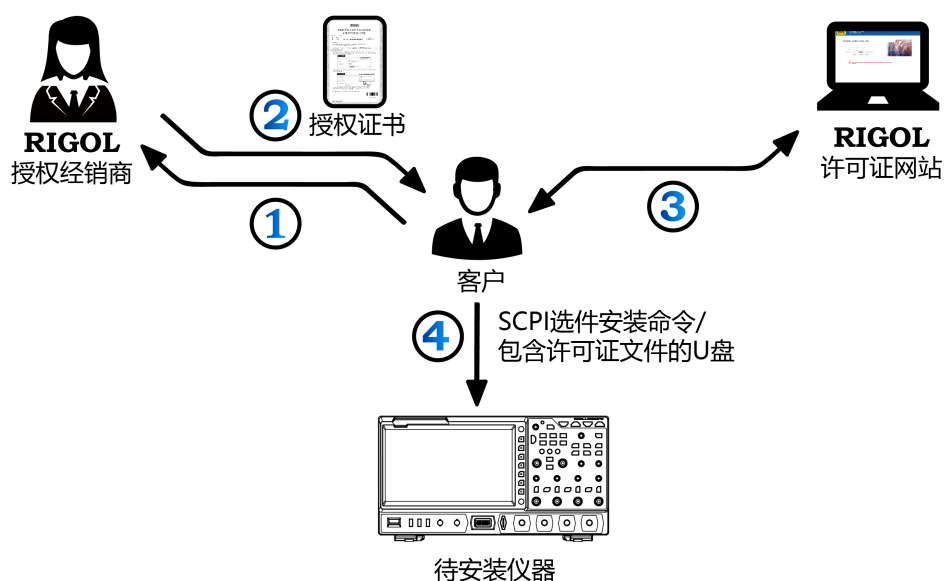 ②
授权证书
RIGOL
授权经销商
RIGOL
许可证网站
①
③
客户
④
SCPI选件安装命令/
包含许可证文件的U盘
待安装仪器